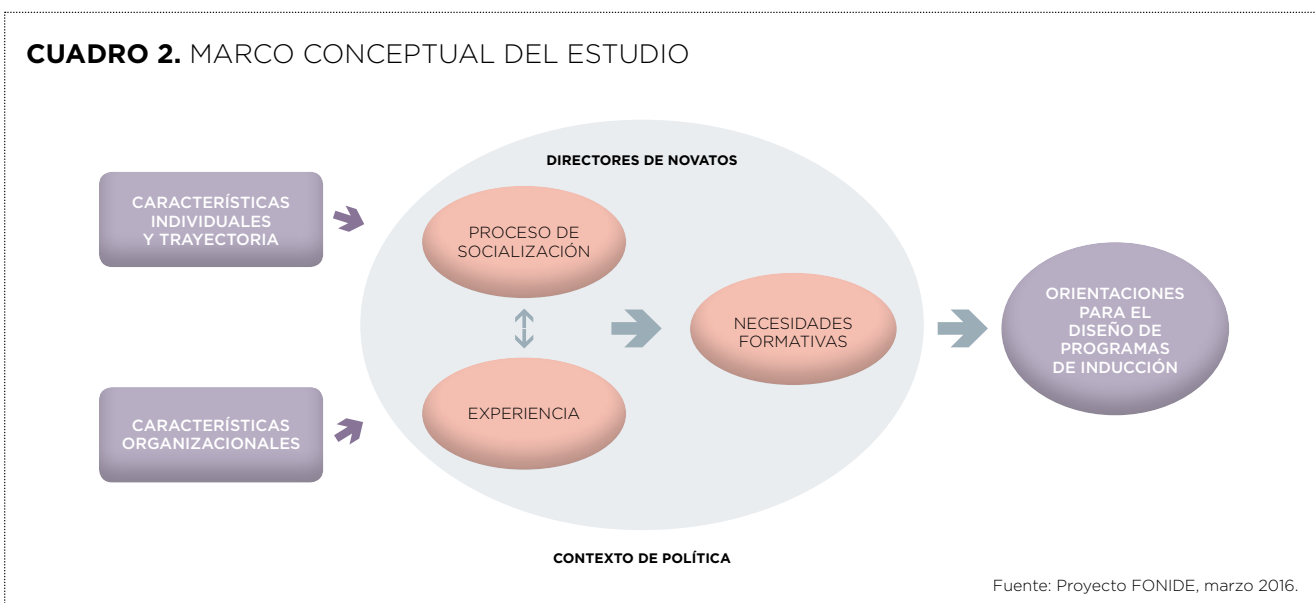 CUADRO 2. MARCO CONCEPTUAL DEL ESTUDIO
DIRECTORES DE NOVATOS
CARACTERÍSTICAS
INDIVIDUALES
Y TRAYECTORIA
PROCESO DE
SOCIALIZACIÓN
NECESIDADES
FORMATIVAS
ORIENTACIONES
PARA EL
DISEÑO DE
PROGRAMAS
DE INDUCCIÓN
CARACTERÍSTICAS
ORGANIZACIONALES
EXPERIENCIA
CONTEXTO DE POLÍTICA
Fuente: Proyecto FONIDE, marzo 2016.